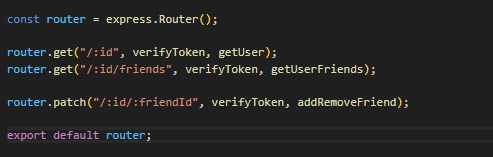 const router = express.Router();
router.get("/:id", verifyToken, getUser);
router.get("/:id/friends", verifyToken, getUserFriends);
router.patch("/:id/:friendId", verifyToken, addRemoveFriend);
export default router;